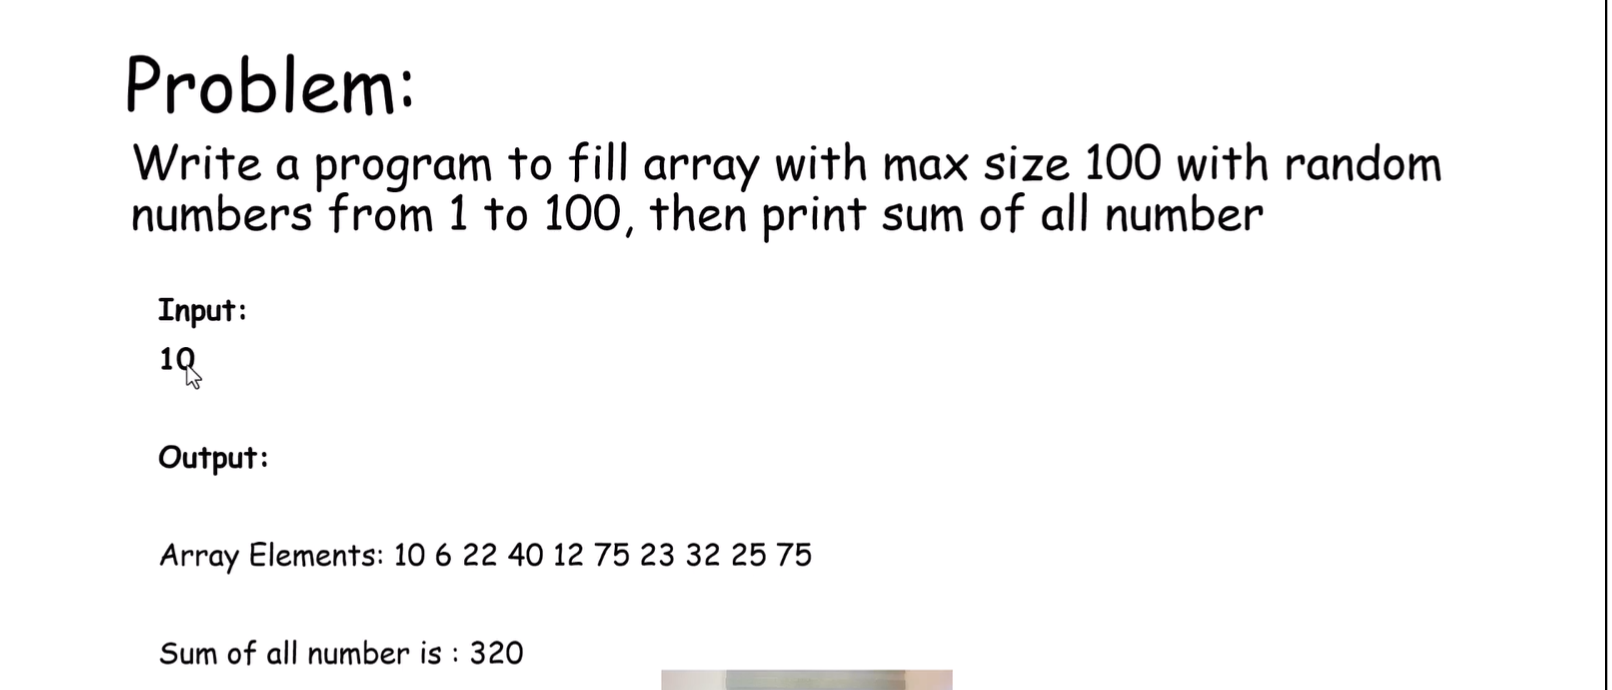 Problem:
Write a program to fill array with max size 100 with random
numbers from 1 to 100, then print sum of all number
Input:
10
Output:
Array Elements: 10 6 22 40 12 75 23 32 25 75
Sum of all number is : 320